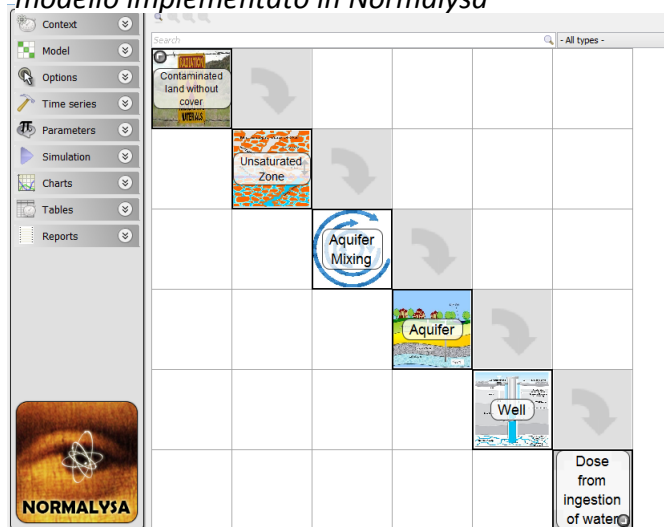 modello implementato in Normalysa
Context
Model
Options
Time series
Parameters
Simulation
Charts
Tables
Reports
Search
- All types -
Contaminated
land without
cover
Unsaturated
Zone
Aquifer
Mixing
Aquifer
Well
Dose
from
ingestion
of water
NORMALYSA